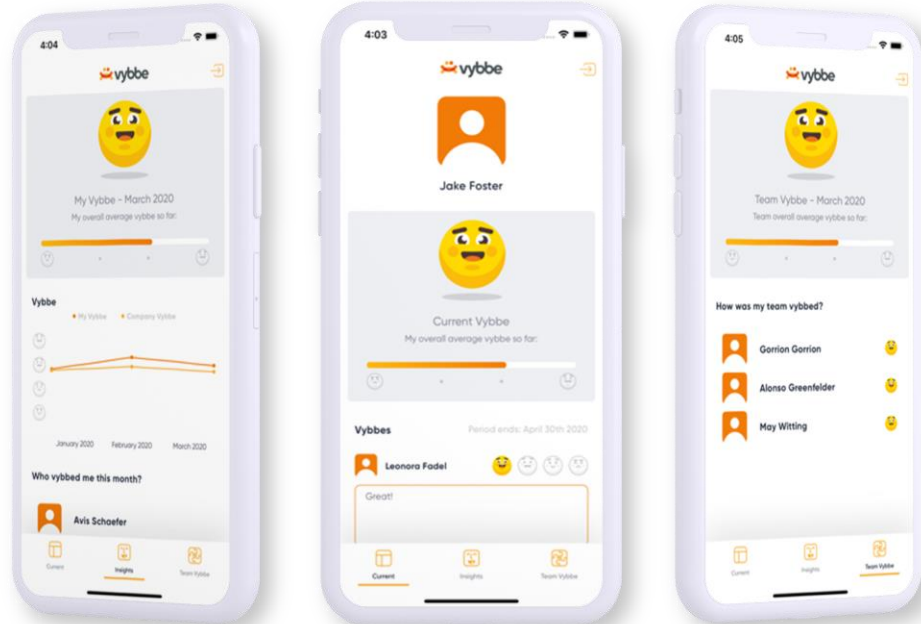 4:04
vybbe
My Vybbe - March 2020
My overall average vybbe so far:
Vybbe
My Vybbe Company Vybbe
January 2020 February 2020 March 2020
Who vybbed me this month?
Avis Schaefer
Current Insights Team Vybbe
4:03
vybbe
Jake Foster
Current Vybbe
My overall average vybbe so far:
Vybbes Period ends: April 30th 2020
Leonora Fadel
Great!
Current Insights Team Vybbe
4:05
vybbe
Team Vybbe - March 2020
Team overall average vybbe so far:
How was my team vybbed?
Gorrion Gorrion
Alonso Greenfelder
May Witting
Current Insights Team Vybbe